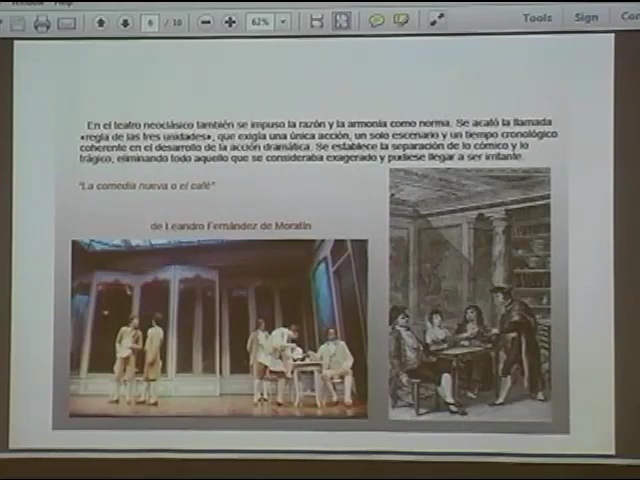 Window Help
6 / 10 62% Tools Sign
En el teatro neoclásico también se impuso la razón y la armonía como norma. Se acató la llamada
«regla de las tres unidades», que exigía una única acción, un solo escenario y un tiempo cronológico
coherente en el desarrollo de la acción dramática. Se establece la separación de lo cómico y lo
trágico, eliminando todo aquello que se consideraba exagerado y pudiese llegar a ser irritante.
"La comedia nueva o el café"
de Leandro Fernández de Moratín